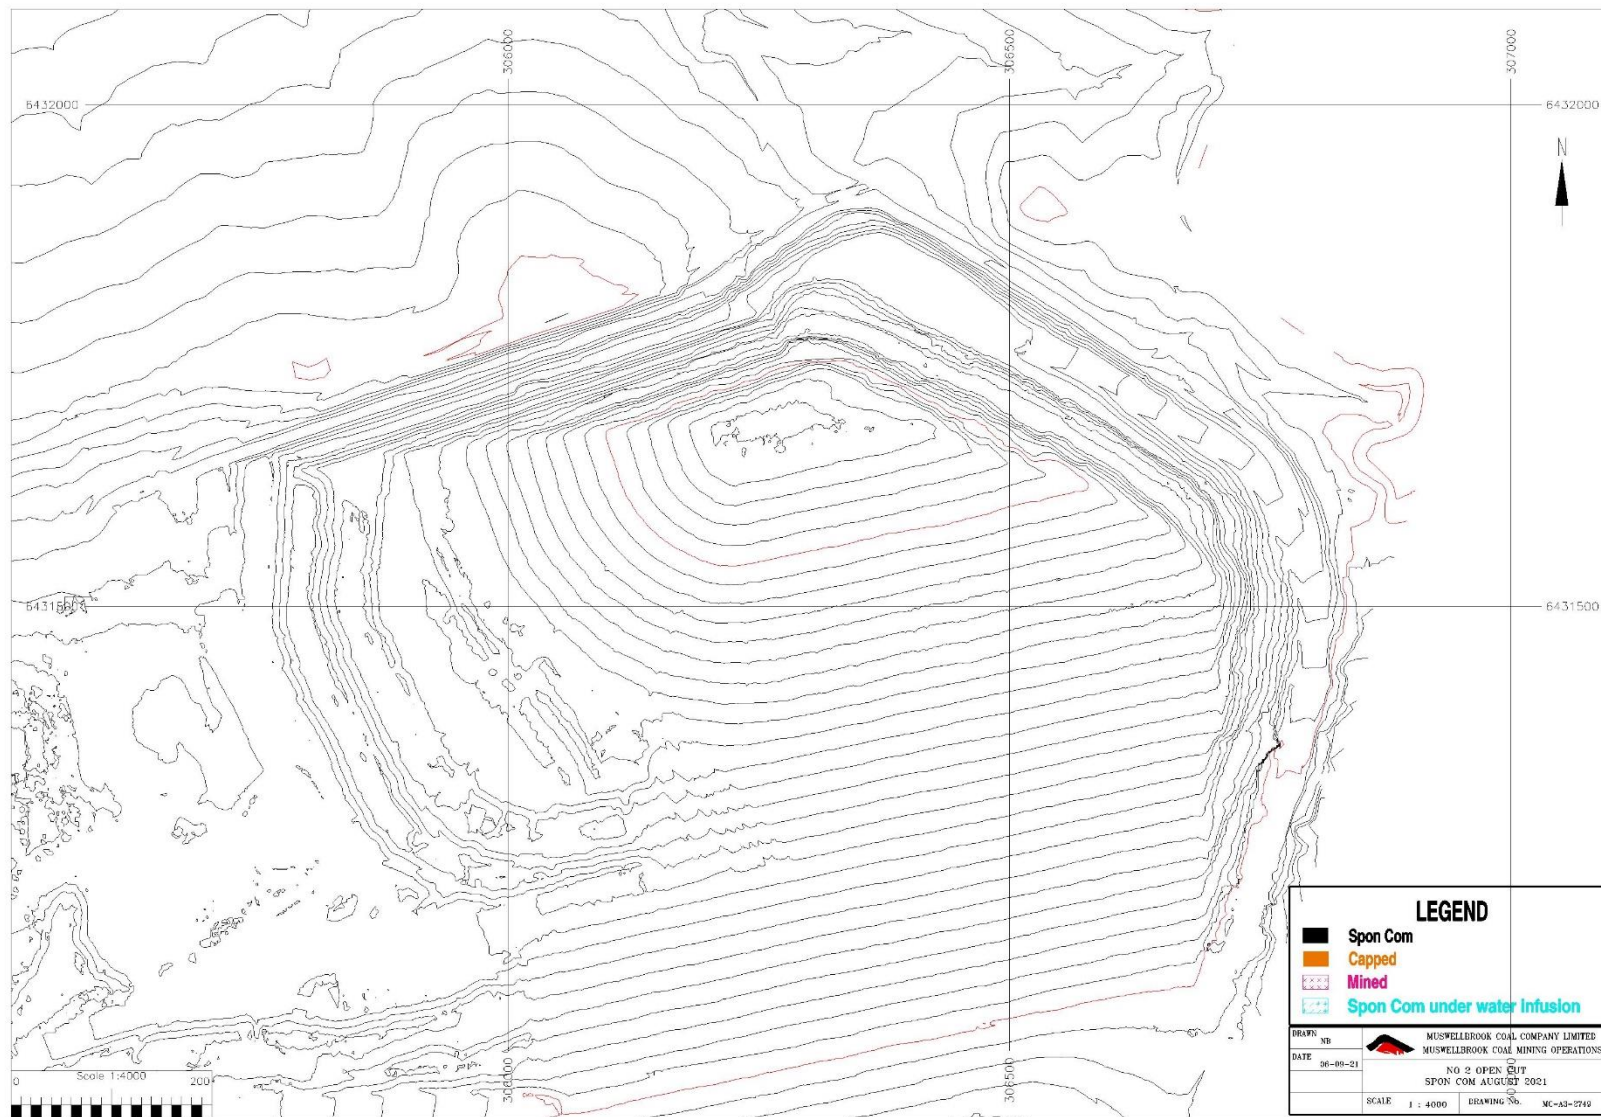 306000
306500
307000
6432000
6432000
N
6431500
6431500
LEGEND
Spon Com
Capped
Mined
Spon Com under water Infusion
DRAWN
NB
MUSWELLBROOK COAL COMPANY LIMITED
MUSWELLBROOK COAL MINING OPERATIONS
DATE
06-09-21
NO 2 OPEN CUT
SPON COM AUGUST 2021
SCALE
1 : 4000
DRAWING No.
MC-A3-2749
0
Scale 1:4000
200
306000
306500
307000